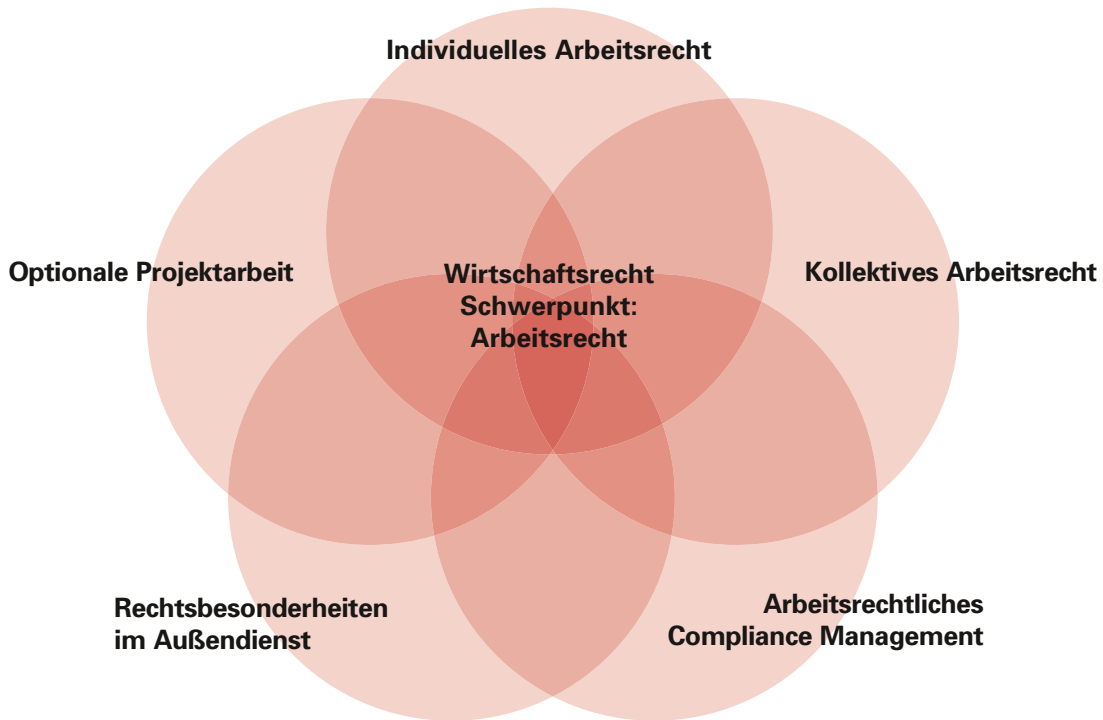 Individuelles Arbeitsrecht
Optionale Projektarbeit
Wirtschaftsrecht
Schwerpunkt:
Arbeitsrecht
Kollektives Arbeitsrecht
Rechtsbesonderheiten
im Außendienst
Arbeitsrechtliches
Compliance Management